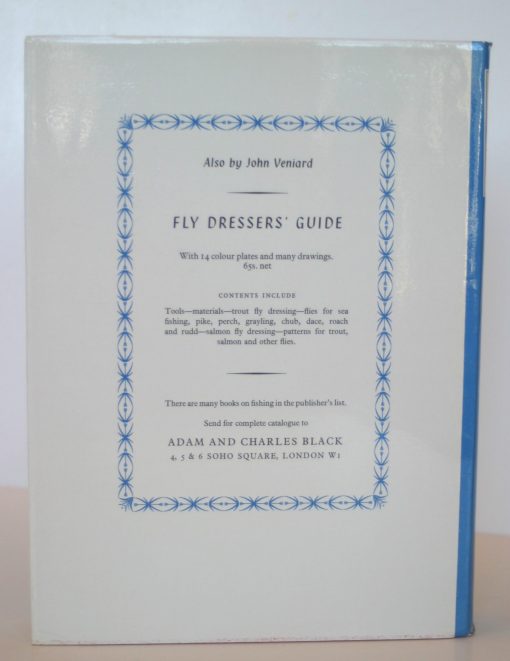 Also by John Veniard
FLY DRESSERS' GUIDE
With 14 colour plates and many drawings.
65s. net
CONTENTS INCLUDE
Tools—materials—trout fly dressing—flies for sea
fishing, pike, perch, grayling, chub, dace, roach
and rudd—salmon fly dressing—patterns for trout,
salmon and other flies.
There are many books on fishing in the publisher's list.
Send for complete catalogue to
ADAM AND CHARLES BLACK
4, 5 & 6 SOHO SQUARE, LONDON W1